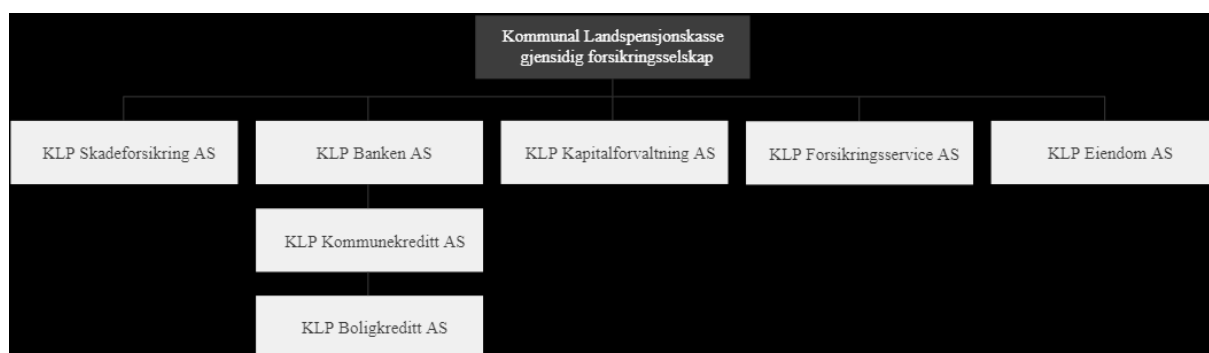 Kommunal Landspensjonskasse
gjensidig forsikringsselskap
KLP Skadeforsikring AS
KLP Banken AS
KLP Kapitalforvaltning AS
KLP Forsikringsservice AS
KLP Eiendom AS
KLP Kommunekreditt AS
KLP Boligkreditt AS